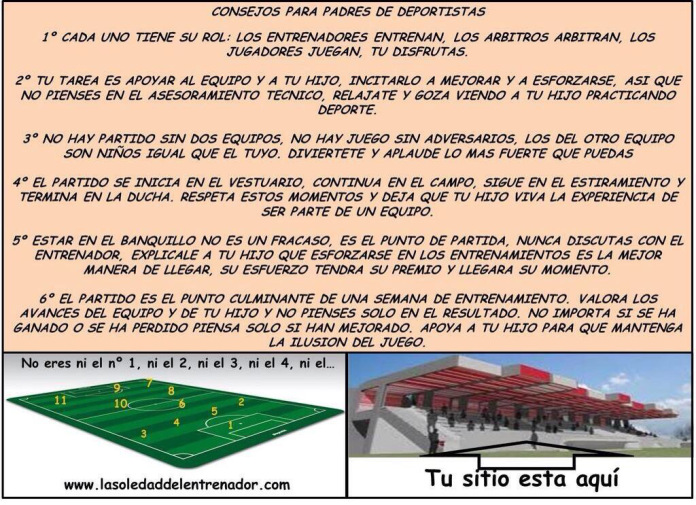 CONSEJOS PARA PADRES DE DEPORTISTAS
1º CADA UNO TIENE SU ROL: LOS ENTRENADORES ENTRENAN, LOS ARBITROS ARBITRAN, LOS
JUGADORES JUEGAN, TU DISFRUTAS.
2º TU TAREA ES APOYAR AL EQUIPO Y A TU HIJO, INCITARLO A MEJORAR Y A ESFORZARSE, ASI QUE
NO PIENSES EN EL ASESORAMIENTO TECNICO, RELAJATE Y GOZA VIENDO A TU HIJO PRACTICANDO
DEPORTE.
3º NO HAY PARTIDO SIN DOS EQUIPOS, NO HAY JUEGO SIN ADVERSARIOS, LOS DEL OTRO EQUIPO
SON NIÑOS IGUAL QUE EL TUYO. DIVIERTETE Y APLAUDE LO MAS FUERTE QUE PUEDAS
4º EL PARTIDO SE INICIA EN EL VESTUARIO, CONTINUA EN EL CAMPO, SIGUE EN EL ESTIRAMIENTO Y
TERMINA EN LA DUCHA. RESPETA ESTOS MOMENTOS Y DEJA QUE TU HIJO VIVA LA EXPERIENCIA DE
SER PARTE DE UN EQUIPO.
5º ESTAR EN EL BANQUILLO NO ES UN FRACASO, ES EL PUNTO DE PARTIDA, NUNCA DISCUTAS CON EL
ENTRENADOR, EXPLICALE A TU HIJO QUE ESFORZARSE EN LOS ENTRENAMIENTOS ES LA MEJOR
MANERA DE LLEGAR, SU ESFUERZO TENDRA SU PREMIO Y LLEGARA SU MOMENTO.
6º EL PARTIDO ES EL PUNTO CULMINANTE DE UNA SEMANA DE ENTRENAMIENTO. VALORA LOS
AVANCES DEL EQUIPO Y DE TU HIJO Y NO PIENSES SOLO EN EL RESULTADO. NO IMPORTA SI SE HA
GANADO O SE HA PERDIDO PIENSA SOLO SI HAN MEJORADO. APOYA A TU HIJO PARA QUE MANTENGA
LA ILUSION DEL JUEGO.
No eres ni el nº 1, ni el 2, ni el 3, ni el 4, ni el...
7
9
8
11
10
6
2
5
4
1
3
www.lasoledaddelentrenador.com
Tu sitio esta aquí